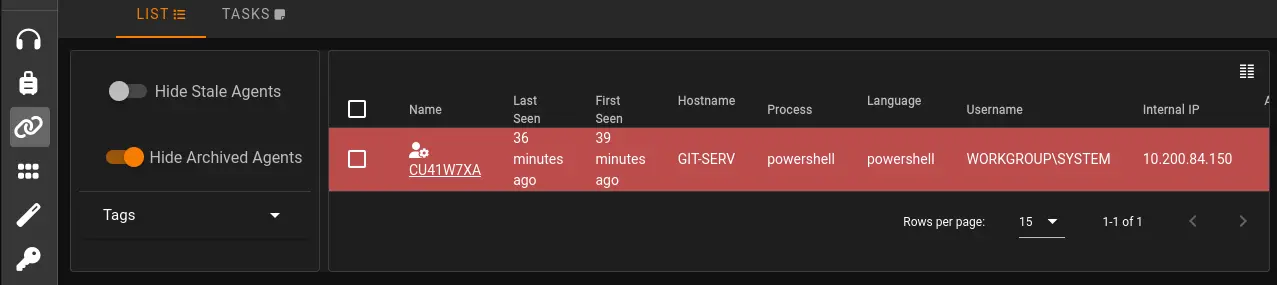 LIST TASKS
Hide Stale Agents
Hide Archived Agents
Tags
Name Last Seen First Seen Hostname Process Language Username Internal IP A
CU41W7XA 36 minutes ago 39 minutes ago GIT-SERV powershell powershell WORKGROUP\SYSTEM 10.200.84.150
Rows per page: 15 1-1 of 1